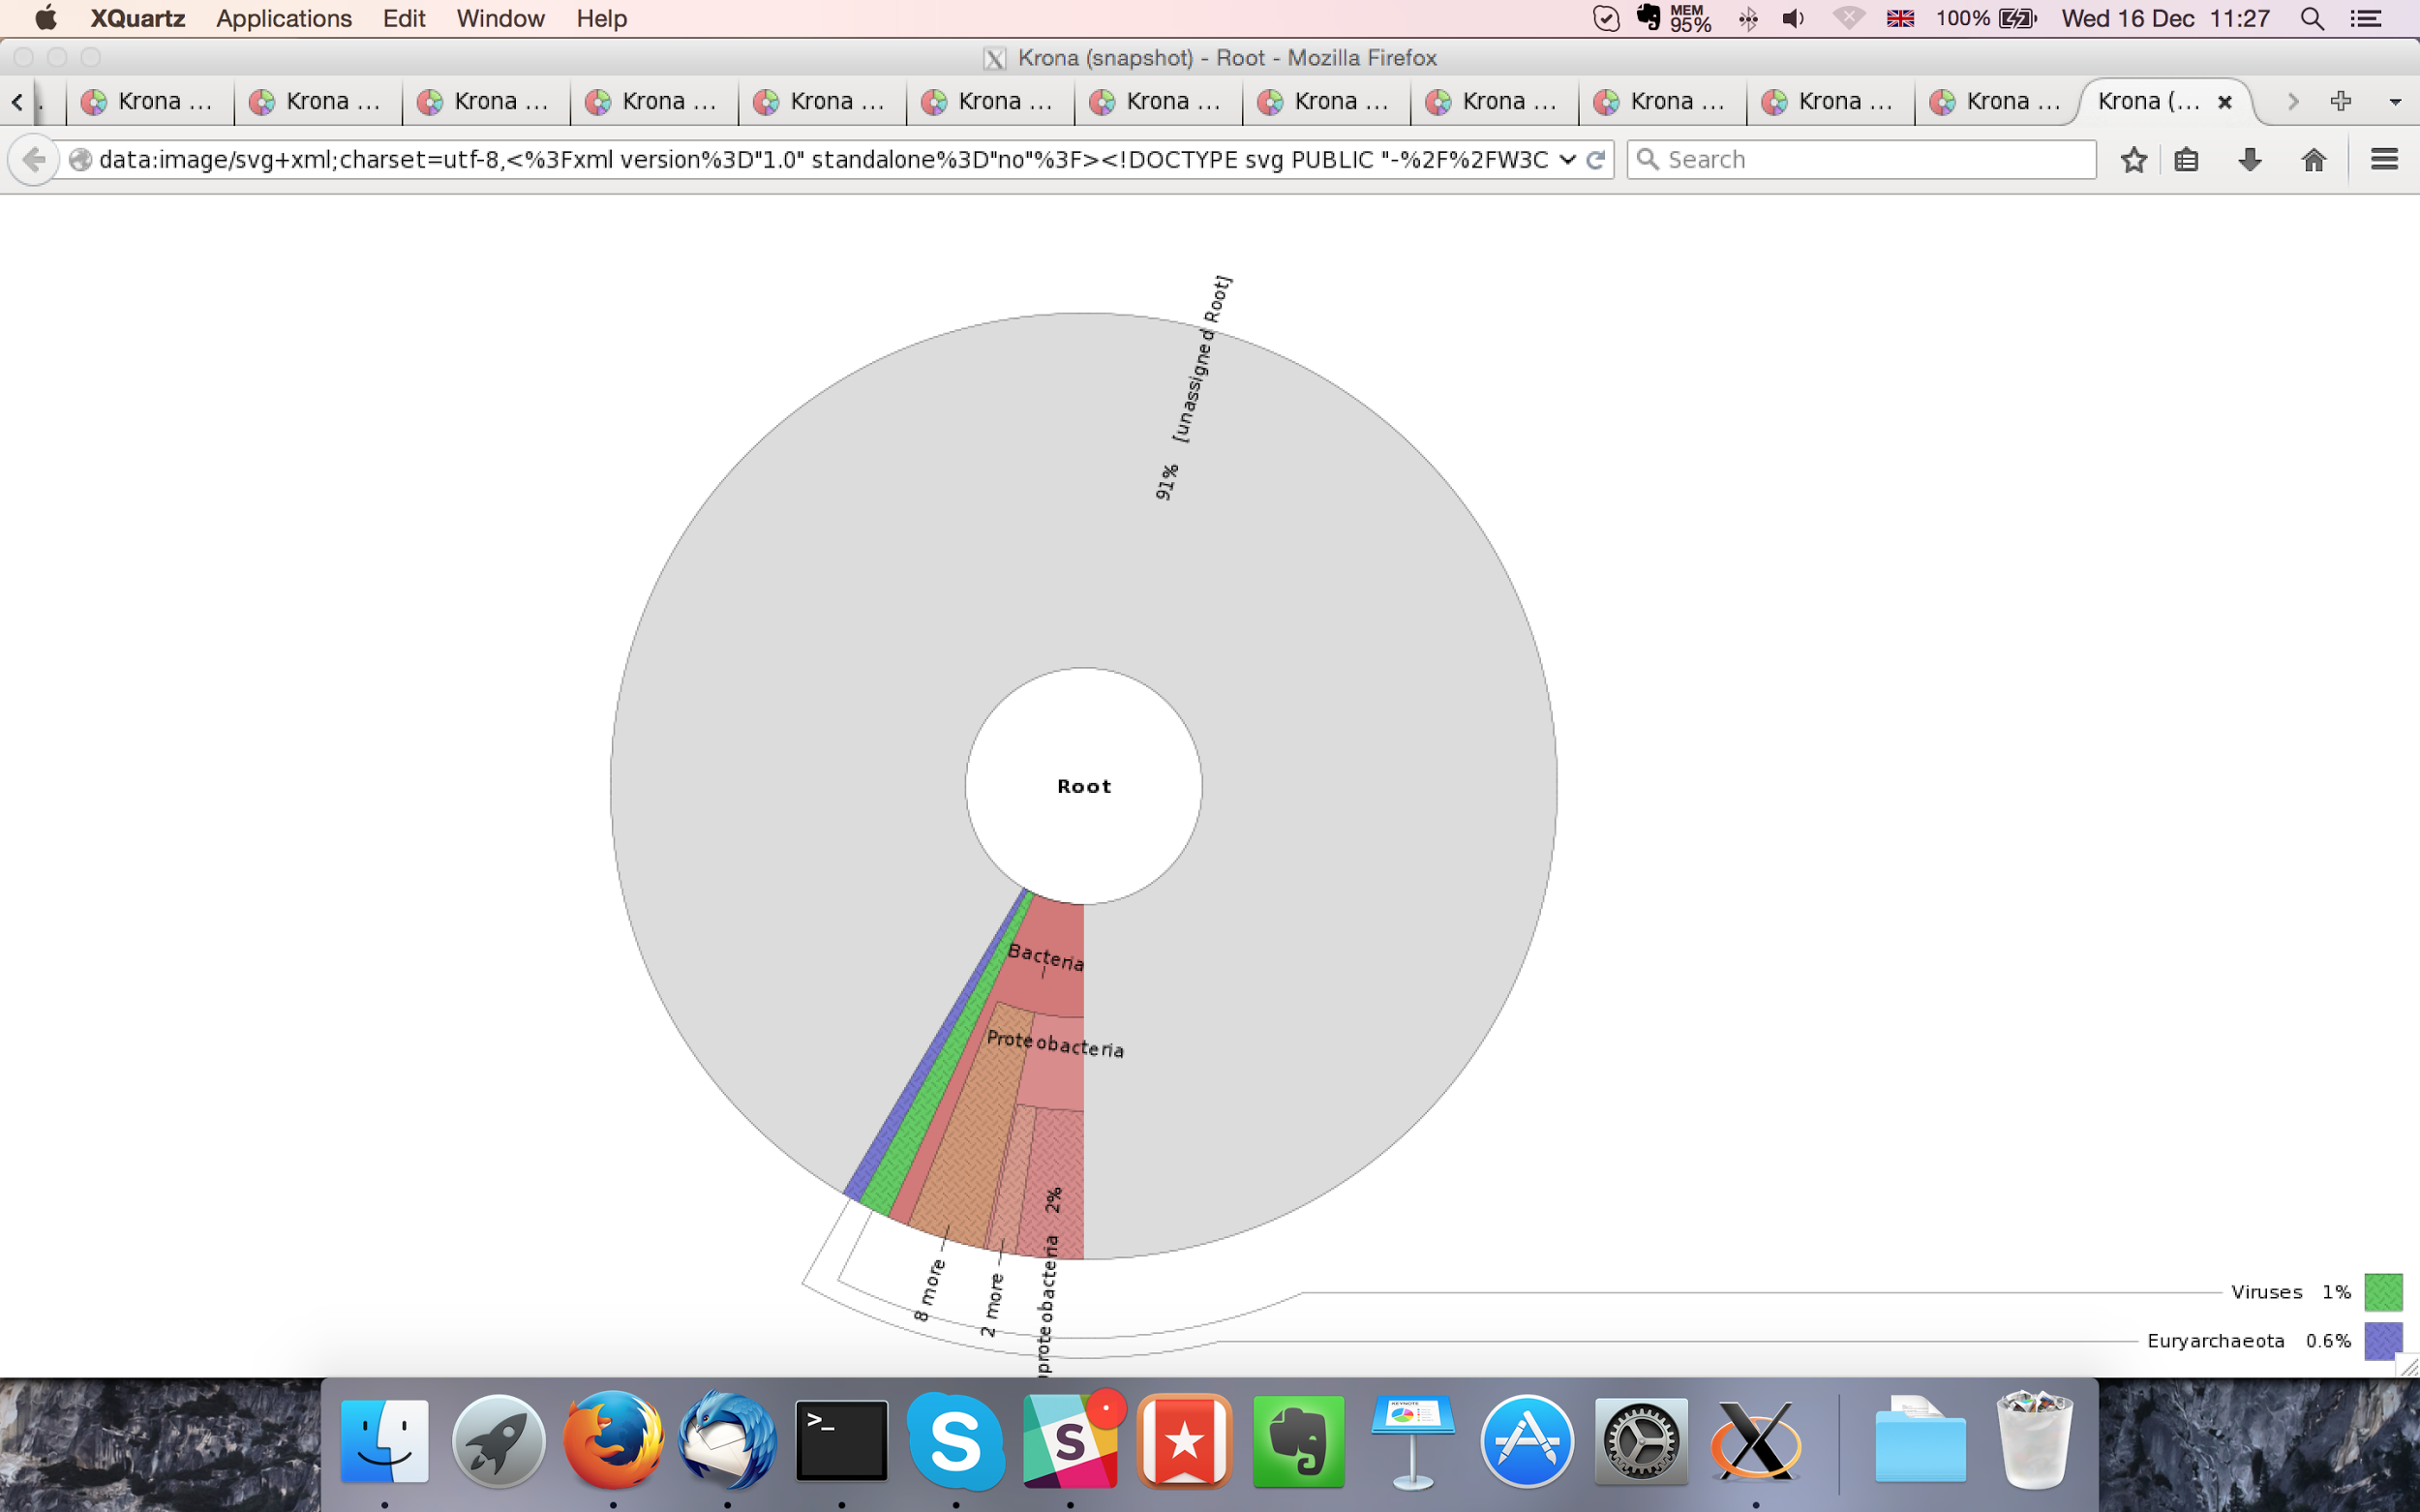 XQuartz Applications Edit Window Help MEM 95% 100% Wed 16 Dec 11:27
Krona (snapshot) - Root - Mozilla Firefox
Krona ... Krona ... Krona ... Krona ... Krona ... Krona ... Krona ... Krona ... Krona ... Krona ... Krona ... Krona ... Krona (...
data:image/svg+xml;charset=utf-8,<%3Fxml version%3D"1.0" standalone%3D"no"%3F><!DOCTYPE svg PUBLIC "-%2F%2FW3C Search
91% [unassigned Root]
Root
Bacteria
Proteobacteria
2%
8 more
2 more
proteobacteria
Viruses 1%
Euryarchaeota 0.6%